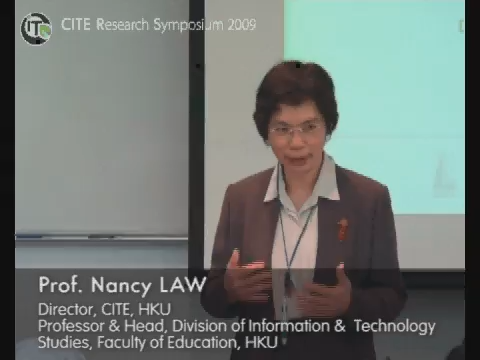 IT
CITE Research Symposium 2009
Prof. Nancy LAW
Director, CITE, HKU
Professor & Head, Division of Information & Technology
Studies, Faculty of Education, HKU